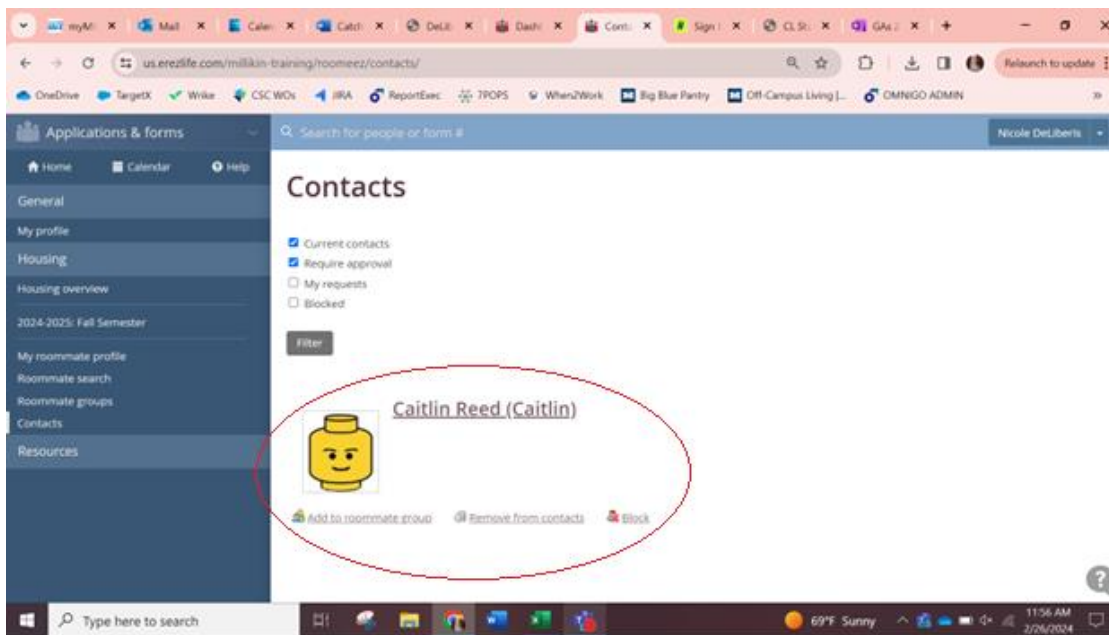 Mail
Sign I
us.erezlife.com/millikin-training/roomeez/contacts/
Relaunch to update
OneDrive TargetX Wrike CSC WOs JIRA ReportExec 7POPS When2Work Big Blue Pantry Off-Campus Living |... OMNIGO ADMIN
Applications & forms
Search for people or form #
Nicole DeLiberis
Home Calendar Help
Contacts
General
My profile
Current contacts
Housing
Require approval
My requests
Housing overview
Blocked
2024-2025: Fall Semester
Filter
My roommate profile
Roommate search
Roommate groups
Contacts
Caitlin Reed (Caitlin)
Resources
Add to roommate group Remove from contacts Block
?
Type here to search
69°F Sunny
11:56 AM
2/26/2024